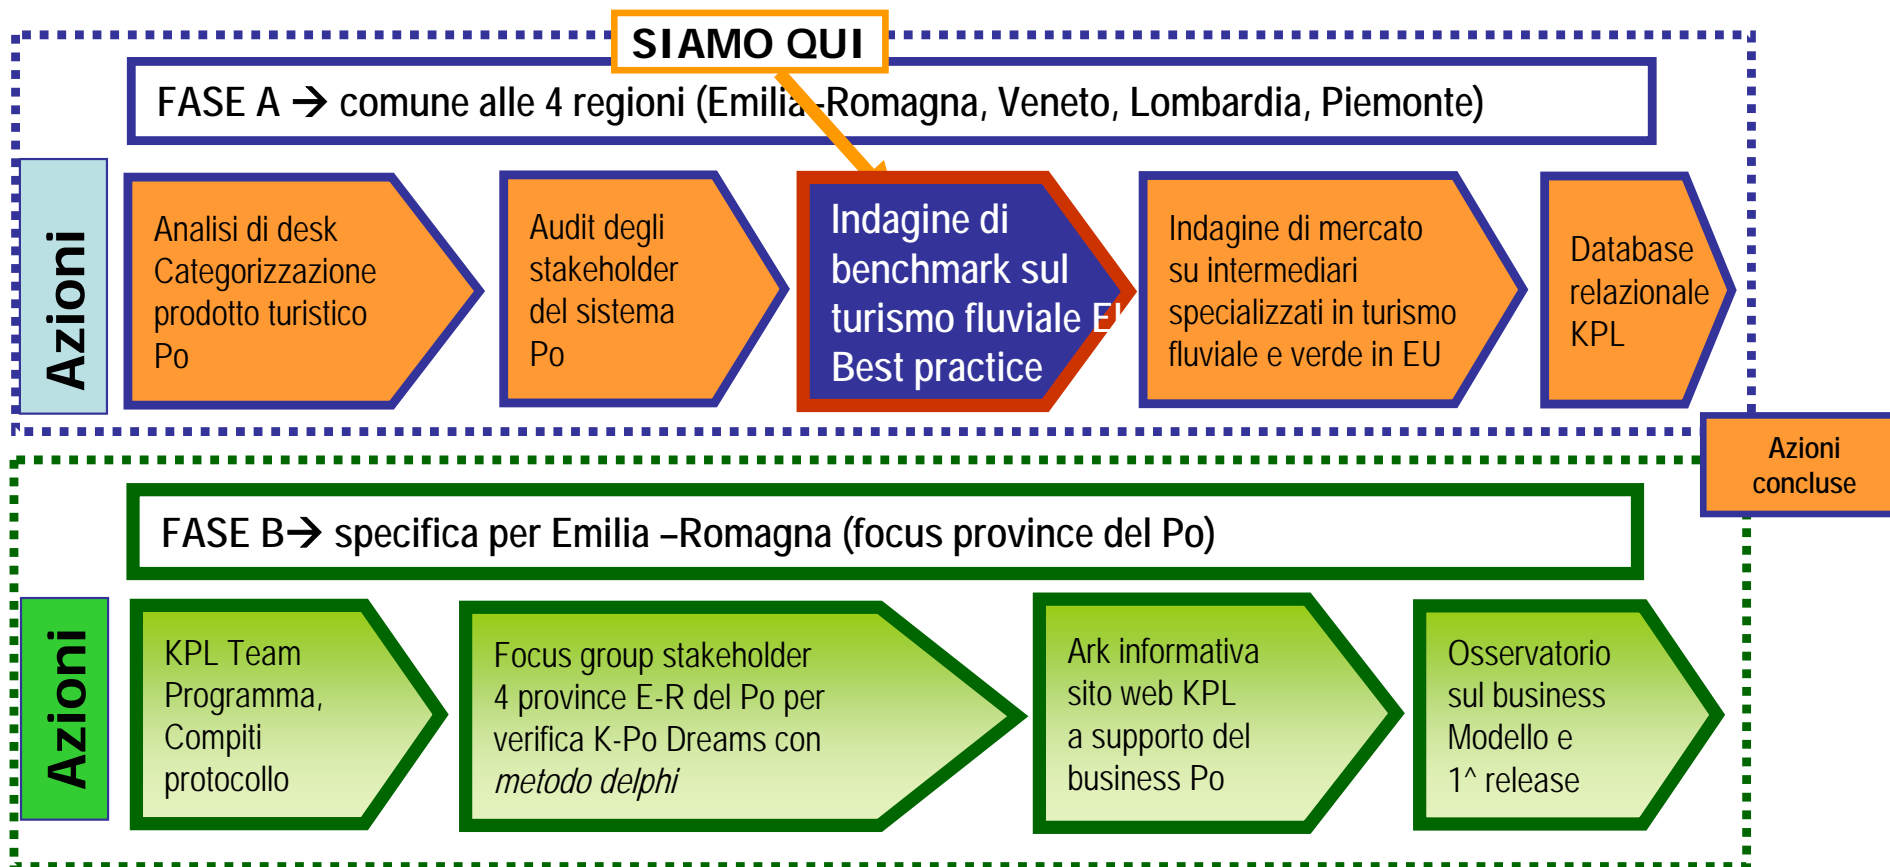 SIAMO QUI
FASE A → comune alle 4 regioni (Emilia-Romagna, Veneto, Lombardia, Piemonte)
Azioni
Analisi di desk
Categorizzazione
prodotto turistico
Po
Audit degli
stakeholder
del sistema
Po
Indagine di
benchmark sul
turismo fluviale EU
Best practice
Indagine di mercato
su intermediari
specializzati in turismo
fluviale e verde in EU
Database
relazionale
KPL
Azioni
concluse
FASE B→ specifica per Emilia –Romagna (focus province del Po)
Azioni
KPL Team
Programma,
Compiti
protocollo
Focus group stakeholder
4 province E-R del Po per
verifica K-Po Dreams con
metodo delphi
Ark informativa
sito web KPL
a supporto del
business Po
Osservatorio
sul business
Modello e
1^ release